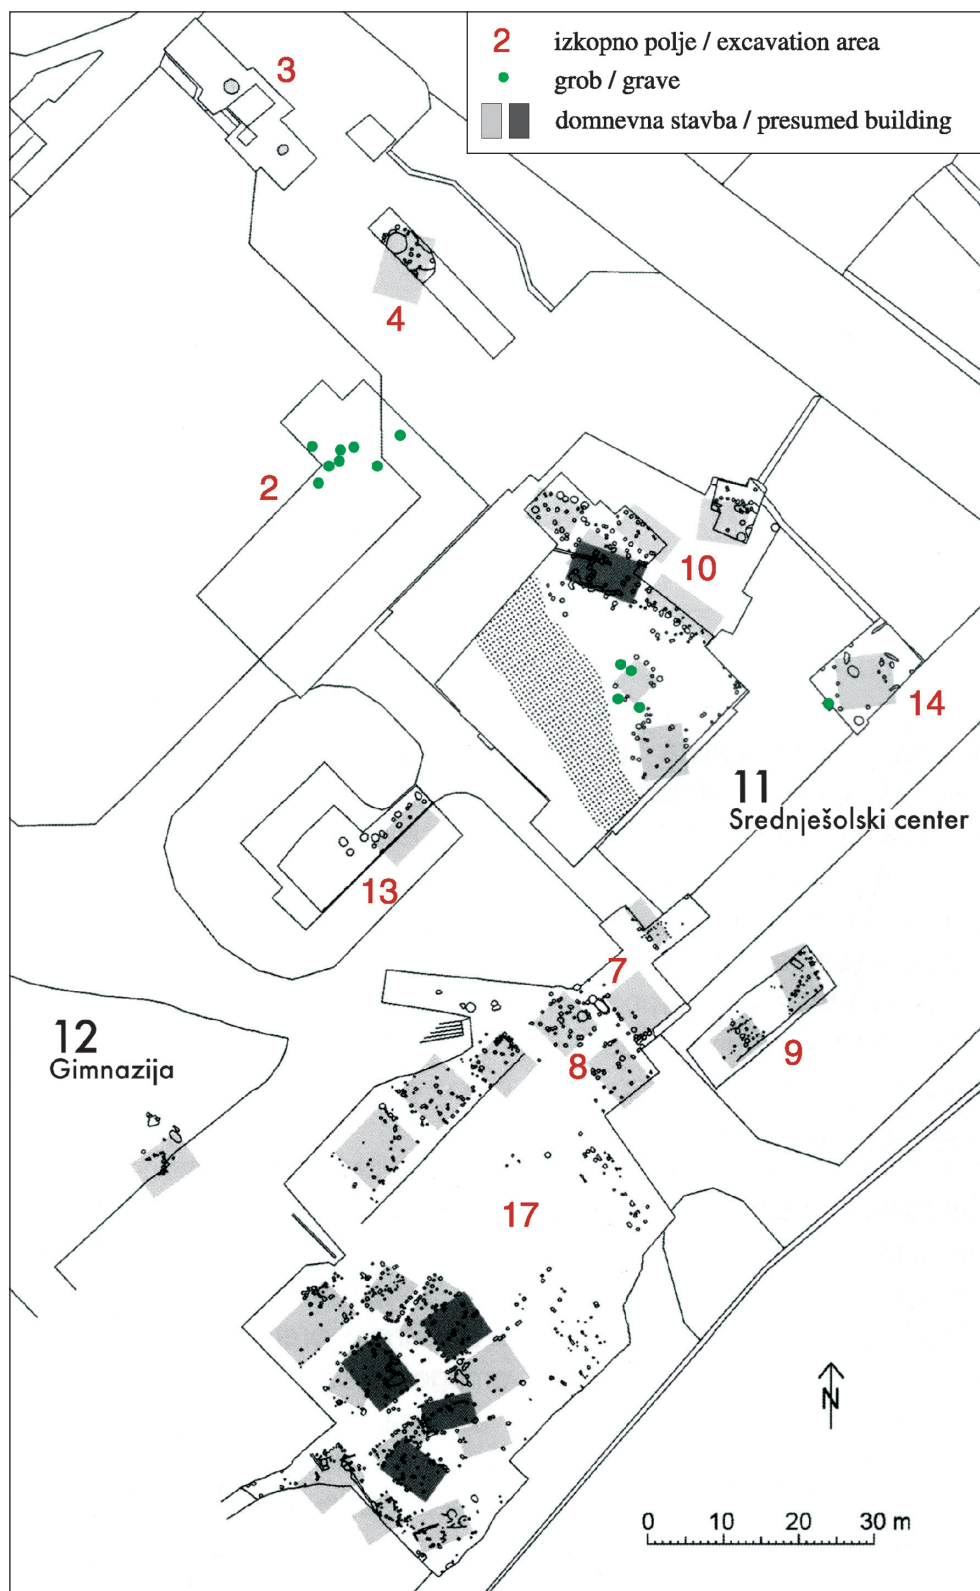 2 izkopno polje / excavation area
grob / grave
domnevna stavba / presumed building
3
4
2
10
14
11
Srednješolski center
13
7
12
Gimnazija
8
9
17
N
0 10 20 30 m